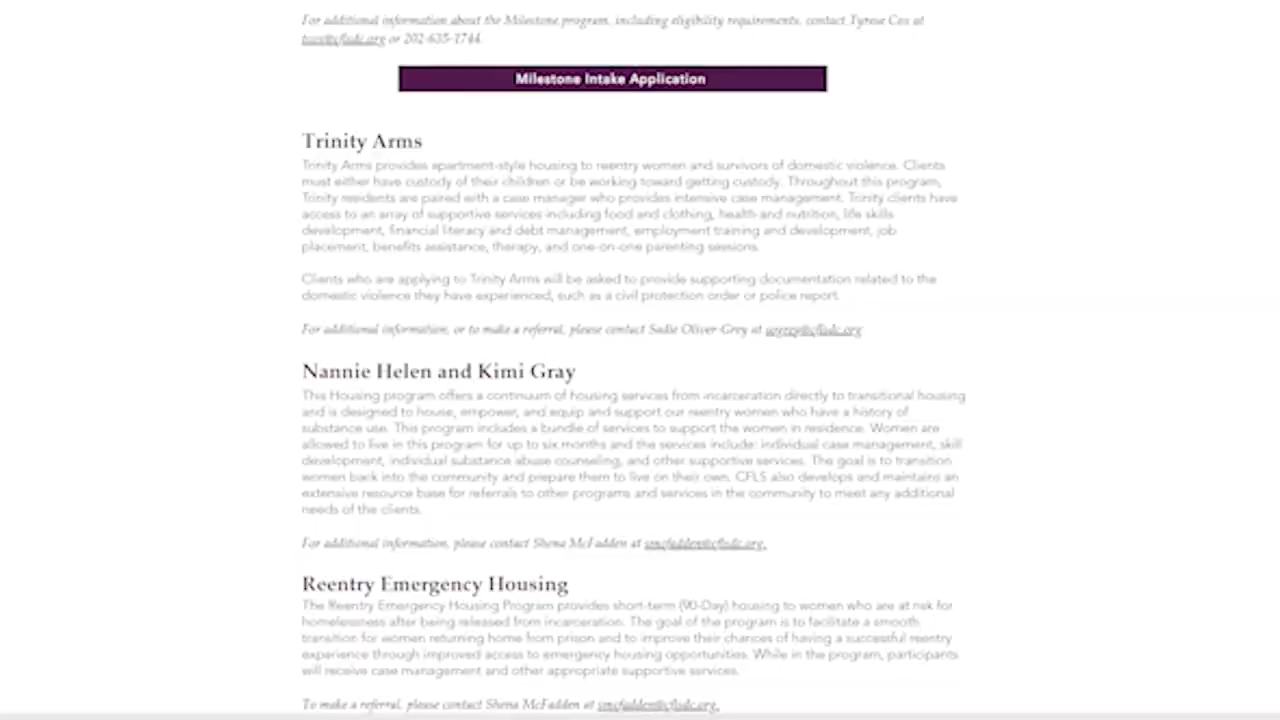 For additional information about the Milestone program, including eligibility requirements, contact Tyrese Cox at
tcox@cflsdc.org or 202-635-1744.
Milestone Intake Application
Trinity Arms
Trinity Arms provides apartment-style housing to reentry women and survivors of domestic violence. Clients
must either have custody of their children or be working toward getting custody. Throughout this program,
Trinity residents are paired with a case manager who provides intensive case management. Trinity clients have
access to an array of supportive services including food and clothing, health and nutrition, life skills
development, financial literacy and debt management, employment training and development, job
placement, benefits assistance, therapy, and one-on-one parenting sessions.
Clients who are applying to Trinity Arms will be asked to provide supporting documentation related to the
domestic violence they have experienced, such as a civil protection order or police report.
For additional information, or to make a referral, please contact Sadie Oliver-Grey at
Nannie Helen and Kimi Gray
This Housing program offers a continuum of housing services from incarceration directly to transitional housing
and is designed to house, empower, and equip and support our reentry women who have a history of
substance use. This program includes a bundle of services to support the women in residence. Women are
allowed to live in this program for up to six months and the services include: individual case management, skill
development, individual substance abuse counseling, and other supportive services. The goal is to transition
women back into the community and prepare them to live on their own. CFLS also develops and maintains an
extensive resource base for referrals to other programs and services in the community to meet any additional
needs of the clients.
For additional information, please contact Shena McFadden at smcfadden@cflsdc.org.
Reentry Emergency Housing
The Reentry Emergency Housing Program provides short-term (90-Day) housing to women who are at risk for
homelessness after being released from incarceration. The goal of the program is to facilitate a smooth
transition for women returning home from prison and to improve their chances of having a successful reentry
experience through improved access to emergency housing opportunities. While in the program, participants
will receive case management and other appropriate supportive services.
To make a referral, please contact Shena McFadden at smcfadden@cflsdc.org.